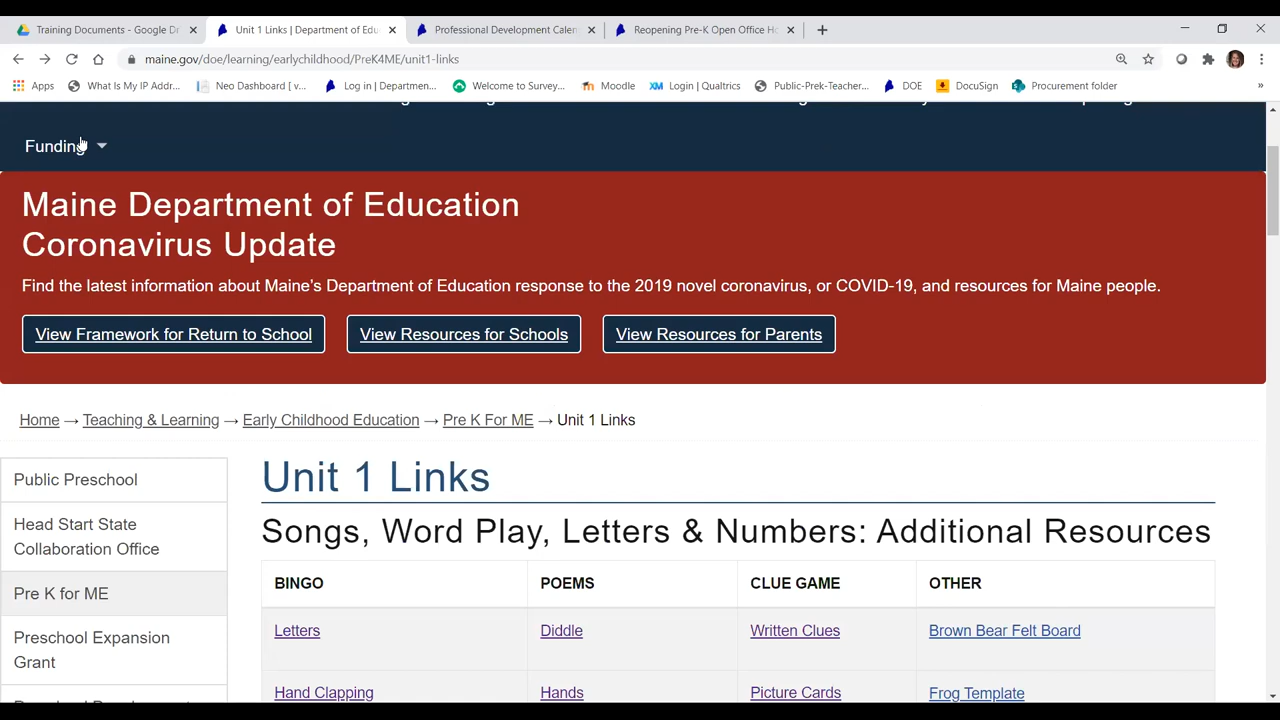 Training Documents - Google Dr
Unit 1 Links | Department of Edu
Professional Development Calen
Reopening Pre-K Open Office Ho
maine.gov/doe/learning/earlychildhood/PreK4ME/unit1-links
Apps
What Is My IP Addr...
Neo Dashboard [ v...
Log in | Departmen...
Welcome to Survey...
Moodle
Login | Qualtrics
Public-Prek-Teacher...
DOE
DocuSign
Procurement folder
»
Funding
Maine Department of Education
Coronavirus Update
Find the latest information about Maine's Department of Education response to the 2019 novel coronavirus, or COVID-19, and resources for Maine people.
View Framework for Return to School
View Resources for Schools
View Resources for Parents
Home → Teaching & Learning → Early Childhood Education → Pre K For ME → Unit 1 Links
Public Preschool
Head Start State
Collaboration Office
Pre K for ME
Preschool Expansion
Grant
Unit 1 Links
Songs, Word Play, Letters & Numbers: Additional Resources
BINGO POEMS CLUE GAME OTHER
Letters Diddle Written Clues Brown Bear Felt Board
Hand Clapping Hands Picture Cards Frog Template